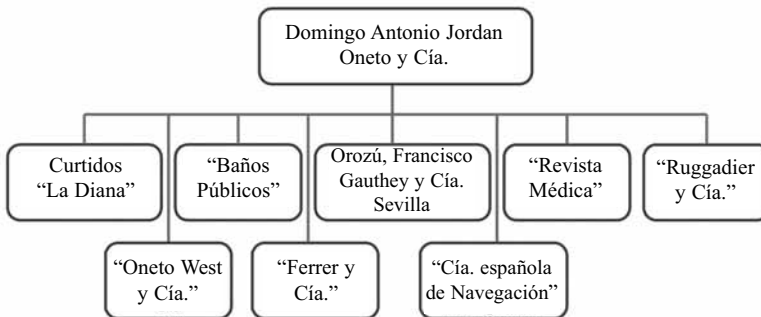 Domingo Antonio Jordan
Oneto y Cía.
Curtidos
“La Diana”
“Baños
Públicos”
Orozú, Francisco
Gauthey y Cía.
Sevilla
“Revista
Médica”
“Ruggadier
y Cía.”
“Oneto West
y Cía.”
“Ferrer y
Cía.”
“Cía. española
de Navegación”